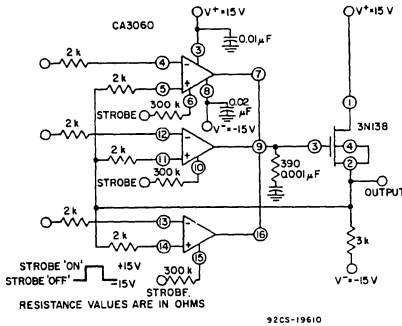 CA3060
V+=15V
V+=15V
0.01µF
2k
4
3
2k
5
6
8
7
1
300k
STROBE
0.02 µF
V-=-15V
3N138
2k
12
9
3
4
2
2k
11
10
390
0.001µF
OUTPUT
300k
STROBE
2k
13
16
2k
14
15
3k
V-=-15V
STROBE 'ON' +15V
STROBE 'OFF' -15V
300k
STROBE,
RESISTANCE VALUES ARE IN OHMS
92CS-19610